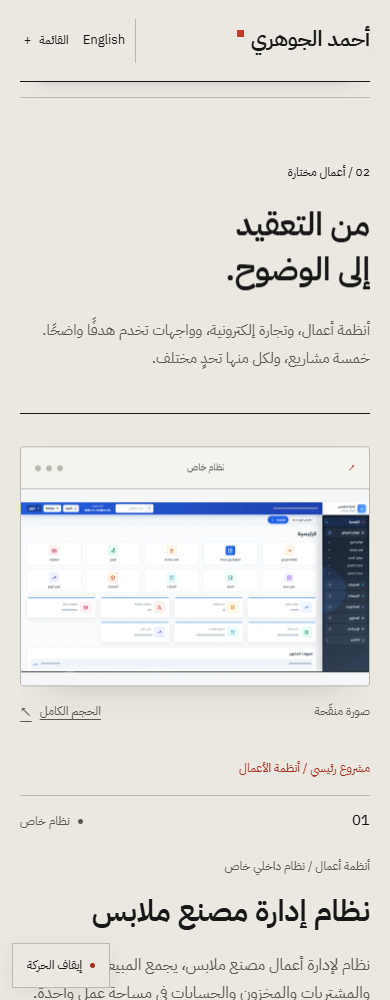 أحمد الجوهري
English
القائمة +
02 / أعمال مختارة
من التعقيد
إلى الوضوح.
أنظمة أعمال، وتجارة إلكترونية، وواجهات تخدم هدفًا واضحًا.
خمسة مشاريع، ولكل منها تحدٍ مختلف.
نظام خاص
الرئيسية
صورة منقّحة
الحجم الكامل ↖
مشروع رئيسي / أنظمة الأعمال
01
نظام خاص
أنظمة أعمال / نظام داخلي خاص
نظام إدارة مصنع ملابس
نظام لإدارة أعمال مصنع ملابس، يجمع
والمشتريات والمخزون والحسابات في مساحة عمل واحدة.
إيقاف الحركة